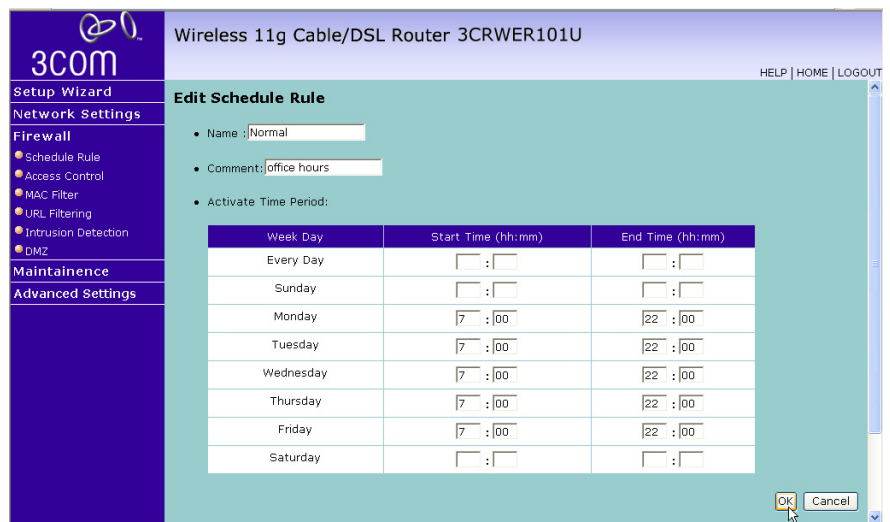 3COM
Wireless 11g Cable/DSL Router 3CRWER101U
HELP | HOME | LOGOUT
Setup Wizard
Network Settings
Firewall
Schedule Rule
Access Control
MAC Filter
URL Filtering
Intrusion Detection
DMZ
Maintainence
Advanced Settings
Edit Schedule Rule
• Name : Normal
• Comment: office hours
• Activate Time Period:
Week Day Start Time (hh:mm) End Time (hh:mm)
Every Day : :
Sunday : :
Monday 7 : 00 22 : 00
Tuesday 7 : 00 22 : 00
Wednesday 7 : 00 22 : 00
Thursday 7 : 00 22 : 00
Friday 7 : 00 22 : 00
Saturday : :
OK Cancel